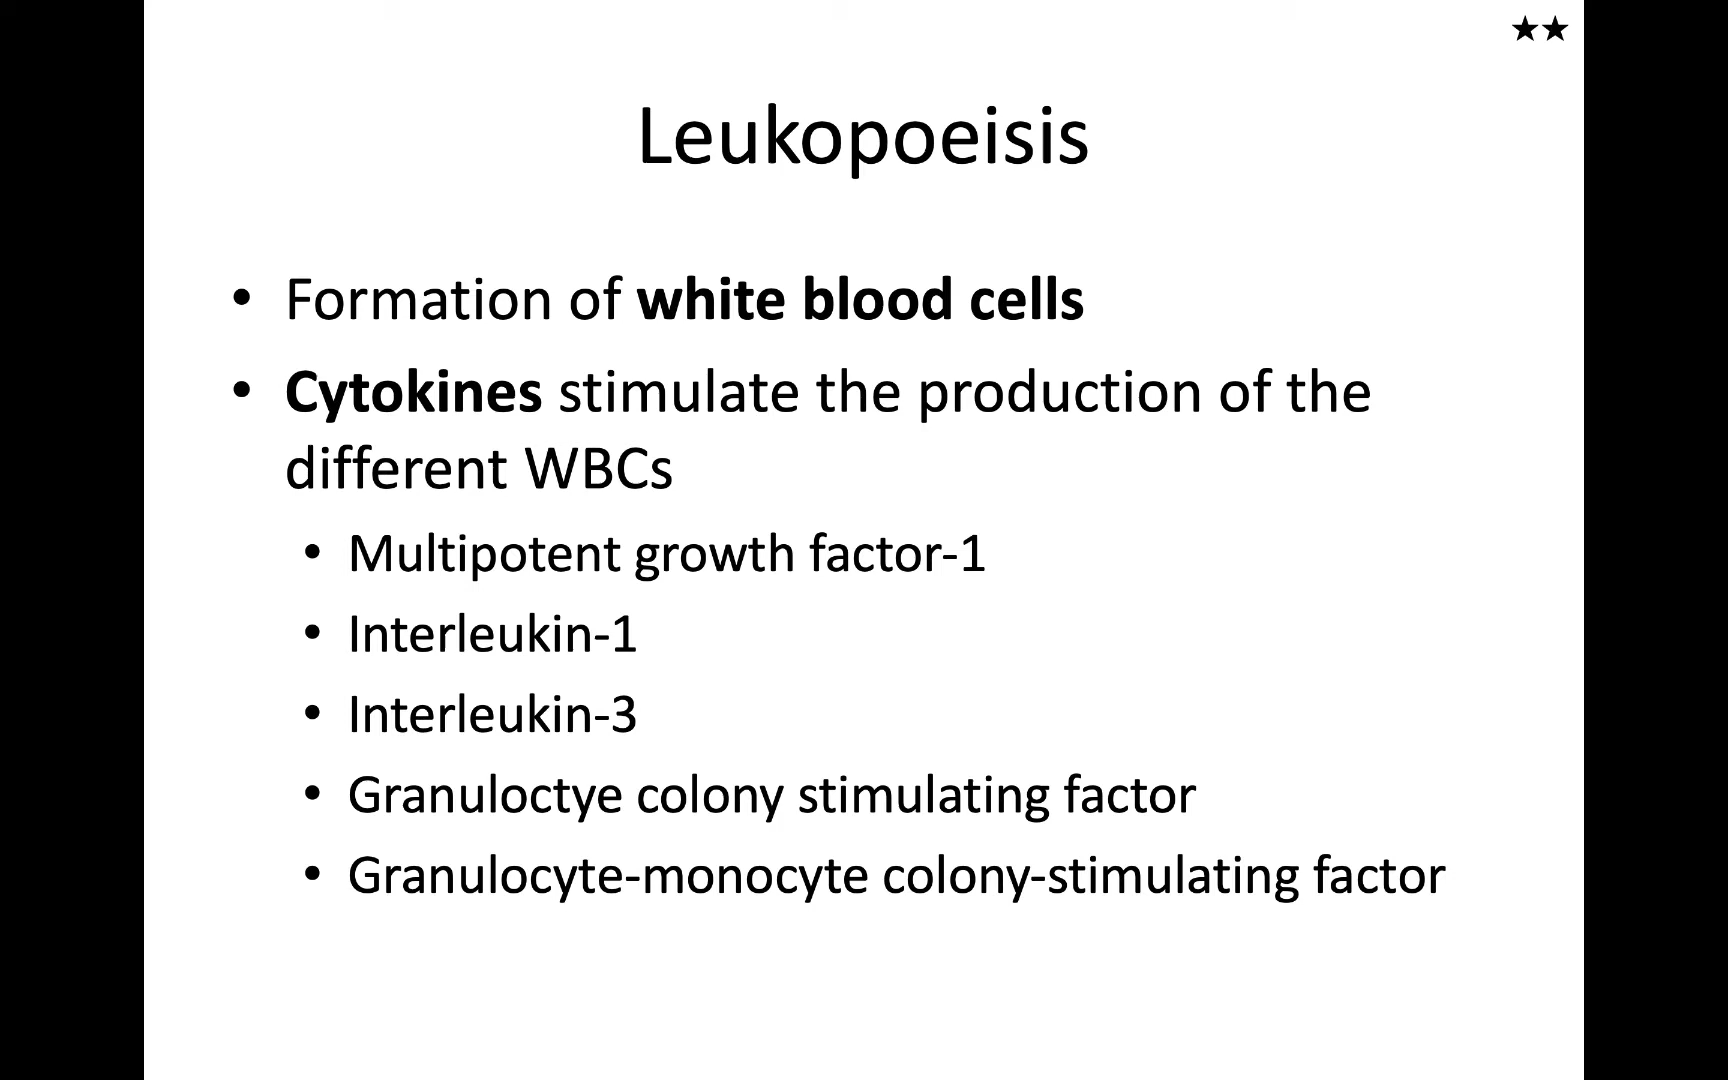 ★★
Leukopoeisis
• Formation of white blood cells
• Cytokines stimulate the production of the
different WBCs
• Multipotent growth factor-1
• Interleukin-1
• Interleukin-3
• Granuloctye colony stimulating factor
• Granulocyte-monocyte colony-stimulating factor